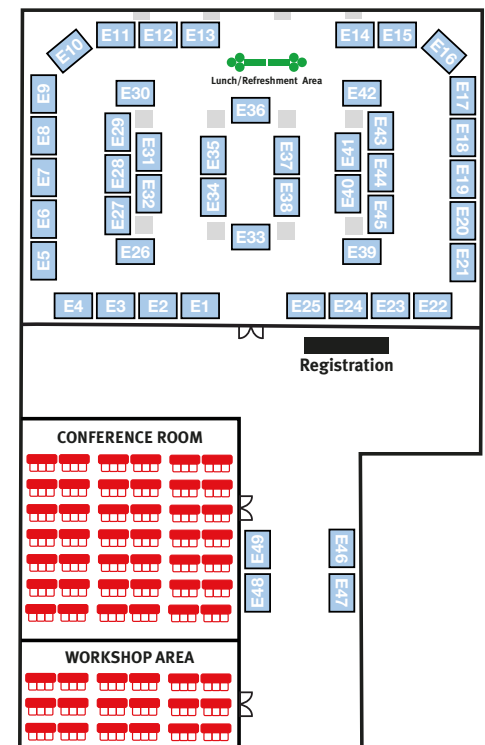 E11 E12 E13 E14 E15
E10 E16
Lunch/Refreshment Area
E9 E30 E42 E17
E36
E8 E29 E31 E35 E37 E41 E43 E18
E7 E28 E32 E34 E38 E40 E44 E19
E6 E27 E45 E20
E33
E5 E26 E39 E21
E4 E3 E2 E1 E25 E24 E23 E22
Registration
CONFERENCE ROOM
E49 E46
E48 E47
WORKSHOP AREA